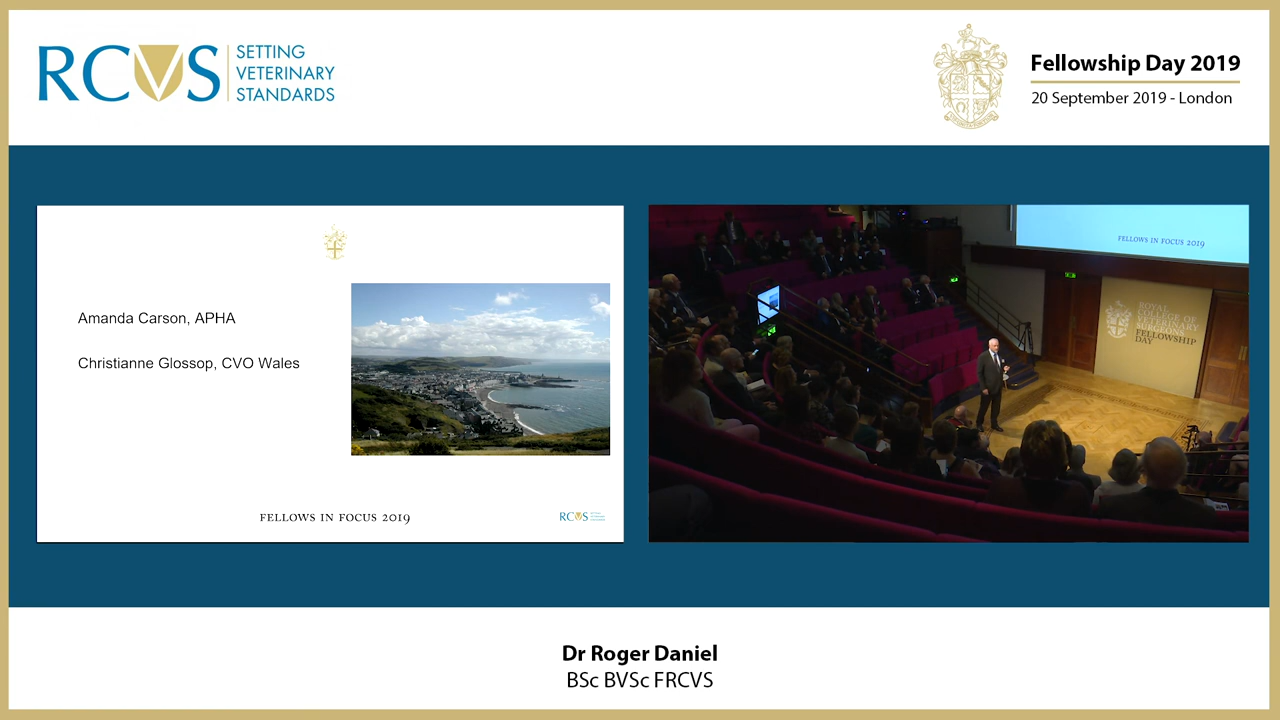 RCVS
SETTING
VETERINARY
STANDARDS
Fellowship Day 2019
20 September 2019 - London
Amanda Carson, APHA
Christianne Glossop, CVO Wales
FELLOWS IN FOCUS 2019
RCVS
FELLOWS IN FOCUS 2019
ROYAL
COLLEGE OF
VETERINARY
SURGEONS
FELLOWSHIP
DAY
Dr Roger Daniel
BSc BVSc FRCVS